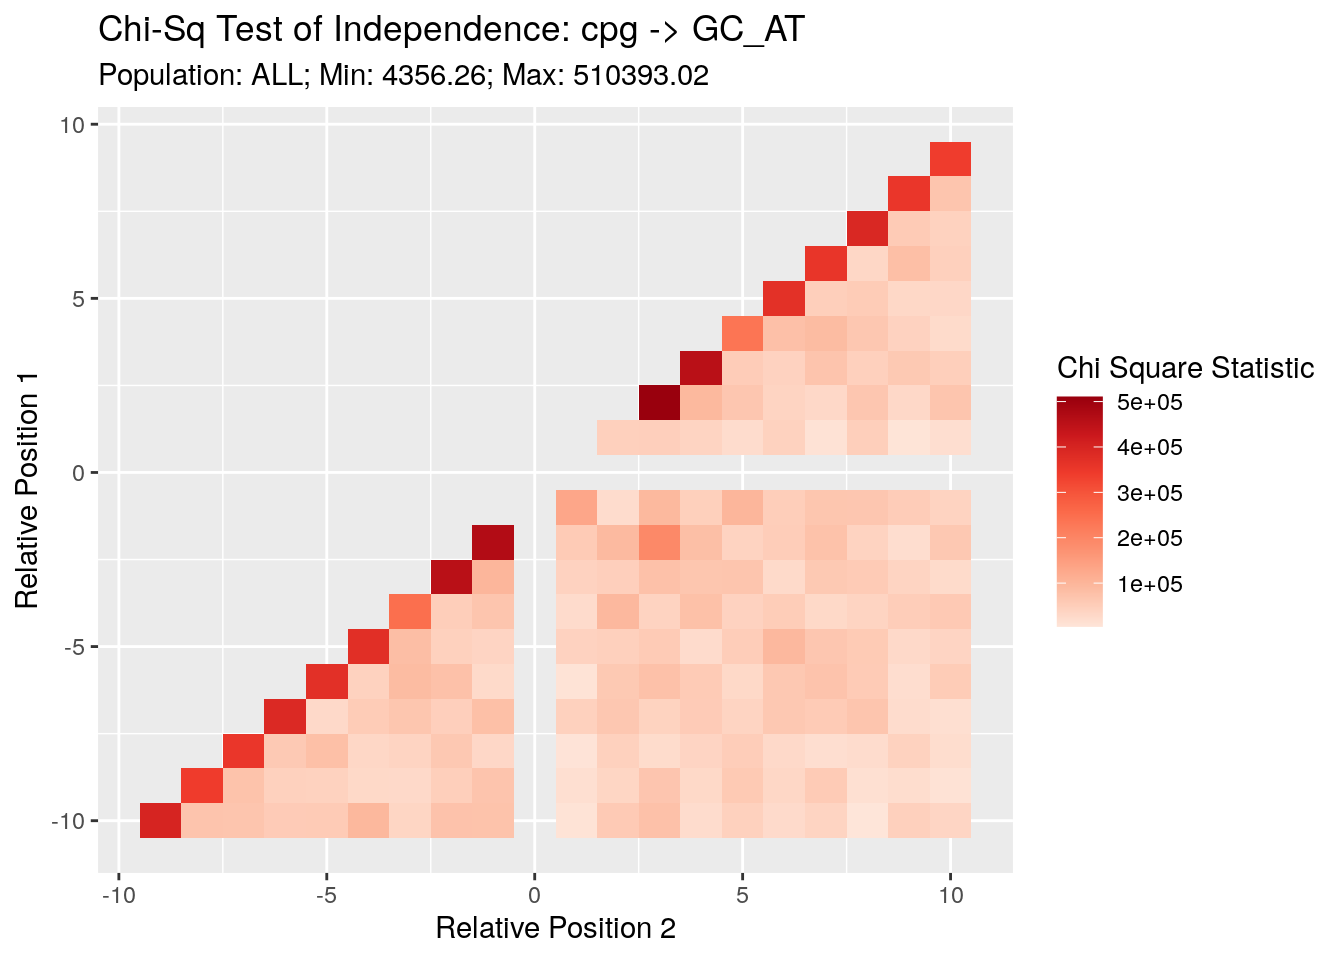 Chi-Sq Test of Independence: cpg -> GC_AT
Population: ALL; Min: 4356.26; Max: 510393.02
10
5
0
-5
-10
Relative Position 1
-10
-5
0
5
10
Relative Position 2
Chi Square Statistic
5e+05
4e+05
3e+05
2e+05
1e+05